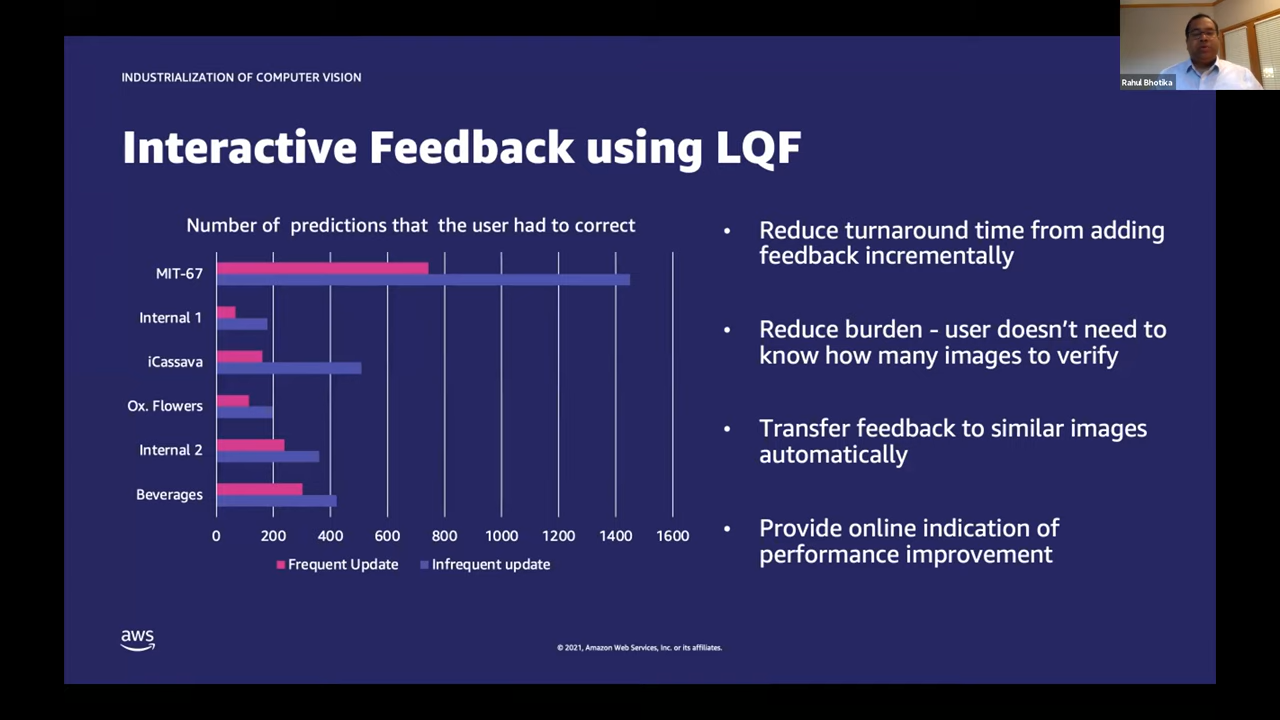 Rahul Bhotika
INDUSTRIALIZATION OF COMPUTER VISION
Interactive Feedback using LQF
Number of predictions that the user had to correct
MIT-67
Internal 1
iCassava
Ox. Flowers
Internal 2
Beverages
0 200 400 600 800 1000 1200 1400 1600
Frequent Update Infrequent update
• Reduce turnaround time from adding
feedback incrementally
• Reduce burden - user doesn’t need to
know how many images to verify
• Transfer feedback to similar images
automatically
• Provide online indication of
performance improvement
aws
© 2021, Amazon Web Services, Inc. or its affiliates.